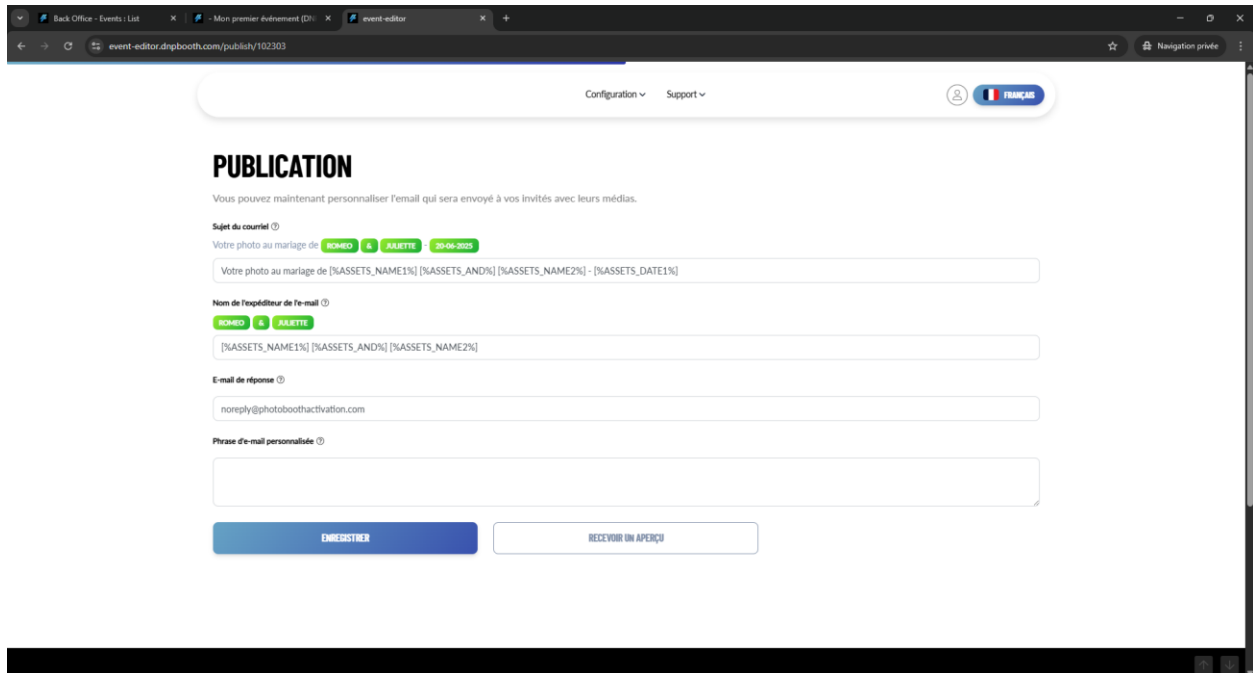 Back Office - Events : List
- Mon premier événement (DN
event-editor
event-editor.dnpbooth.com/publish/102303
Navigation privée
Configuration
Support
FRANÇAIS
PUBLICATION
Vous pouvez maintenant personnaliser l'email qui sera envoyé à vos invités avec leurs médias.
Sujet du courriel
Votre photo au mariage de ROMEO & JULIETTE - 20-06-2025
Votre photo au mariage de [%ASSETS_NAME1%] [%ASSETS_AND%] [%ASSETS_NAME2%] - [%ASSETS_DATE1%]
Nom de l'expéditeur de l'e-mail
ROMEO & JULIETTE
[%ASSETS_NAME1%] [%ASSETS_AND%] [%ASSETS_NAME2%]
E-mail de réponse
noreply@photoboothactivation.com
Phrase d'e-mail personnalisée
ENREGISTRER
RECEVOIR UN APERÇU